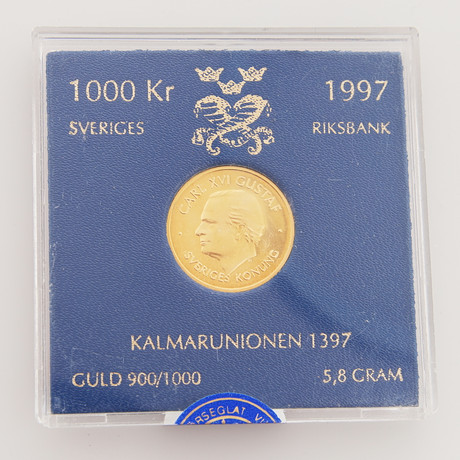 1000 Kr 1997
SVERIGES RIKSBANK
CARL XVI GUSTAF
SVERIGES KONUNG
KALMARUNIONEN 1397
GULD 900/1000 5,8 GRAM